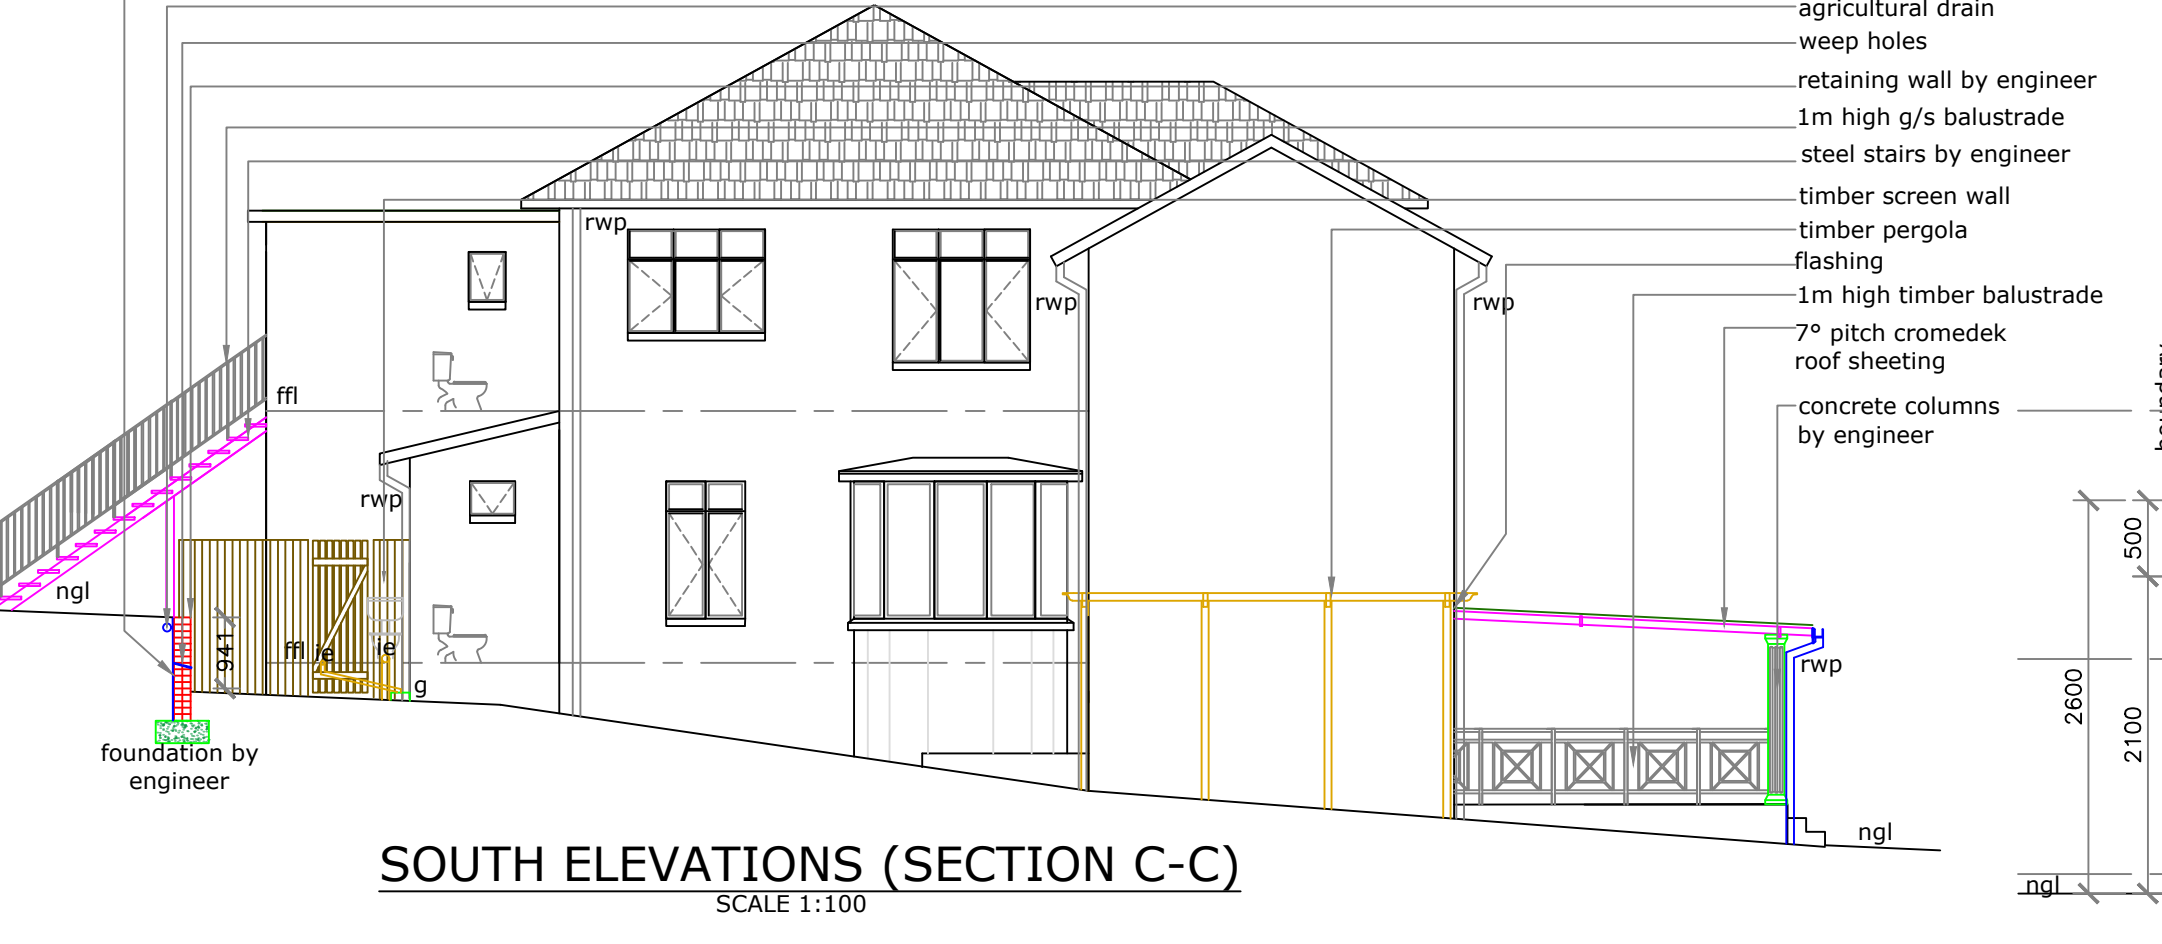 agricultural drain
weep holes
retaining wall by engineer
1m high g/s balustrade
steel stairs by engineer
timber screen wall
timber pergola
flashing
1m high timber balustrade
7° pitch cromedek
roof sheeting
concrete columns
by engineer
boundary
rwp
rwp
rwp
ffl
rwp
ngl
941
ffl
ie
ie
g
rwp
foundation by
engineer
500
2600
2100
ngl
ngl
SOUTH ELEVATIONS (SECTION C-C)
SCALE 1:100